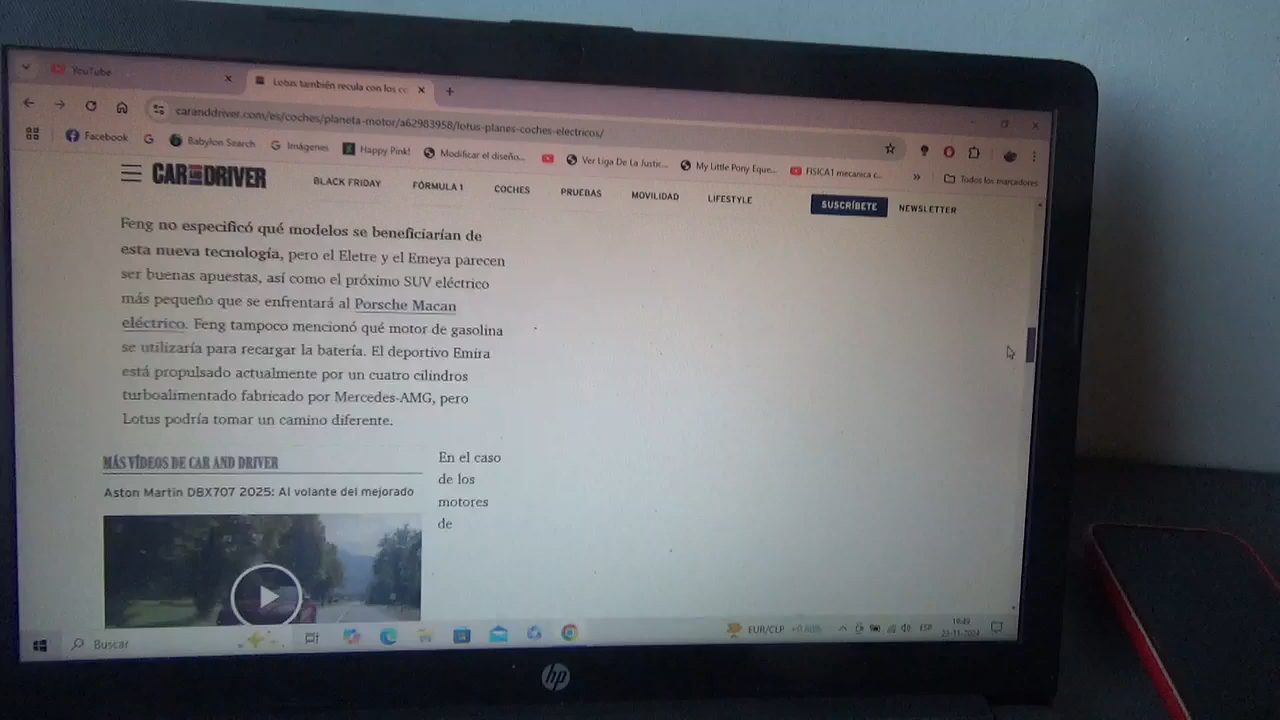 YouTube
Lotus también recula con los cc
caranddriver.com/es/coches/planeta-motor/a62983958/lotus-planes-coches-electricos/
Facebook
Babylon Search
Imágenes
Happy Pink!
Modificar el diseño...
Ver Liga De La Justic...
My Little Pony Eque...
FISICA1 mecanica c...
»
Todos los marcadores
CAR AND DRIVER
BLACK FRIDAY
FÓRMULA 1
COCHES
PRUEBAS
MOVILIDAD
LIFESTYLE
SUSCRÍBETE
NEWSLETTER
Feng no especificó qué modelos se beneficiarían de
esta nueva tecnología, pero el Eletre y el Emeya parecen
ser buenas apuestas, así como el próximo SUV eléctrico
más pequeño que se enfrentará al Porsche Macan
eléctrico. Feng tampoco mencionó qué motor de gasolina
se utilizaría para recargar la batería. El deportivo Emira
está propulsado actualmente por un cuatro cilindros
turboalimentado fabricado por Mercedes-AMG, pero
Lotus podría tomar un camino diferente.
MÁS VÍDEOS DE CAR AND DRIVER
Aston Martin DBX707 2025: Al volante del mejorado
En el caso
de los
motores
de
Buscar
EUR/CLP
ESP
23-11-2024
hp